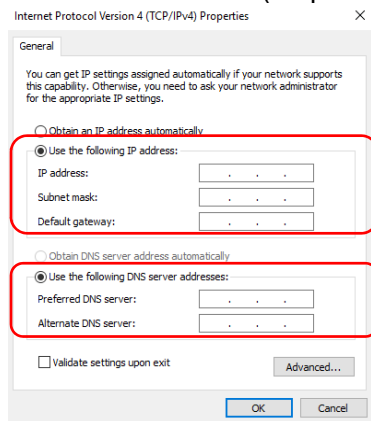 Internet Protocol Version 4 (TCP/IPv4) Properties
General
You can get IP settings assigned automatically if your network supports
this capability. Otherwise, you need to ask your network administrator
for the appropriate IP settings.
Obtain an IP address automatically
Use the following IP address:
IP address:
Subnet mask:
Default gateway:
Obtain DNS server address automatically
Use the following DNS server addresses:
Preferred DNS server:
Alternate DNS server:
Validate settings upon exit
Advanced...
OK
Cancel